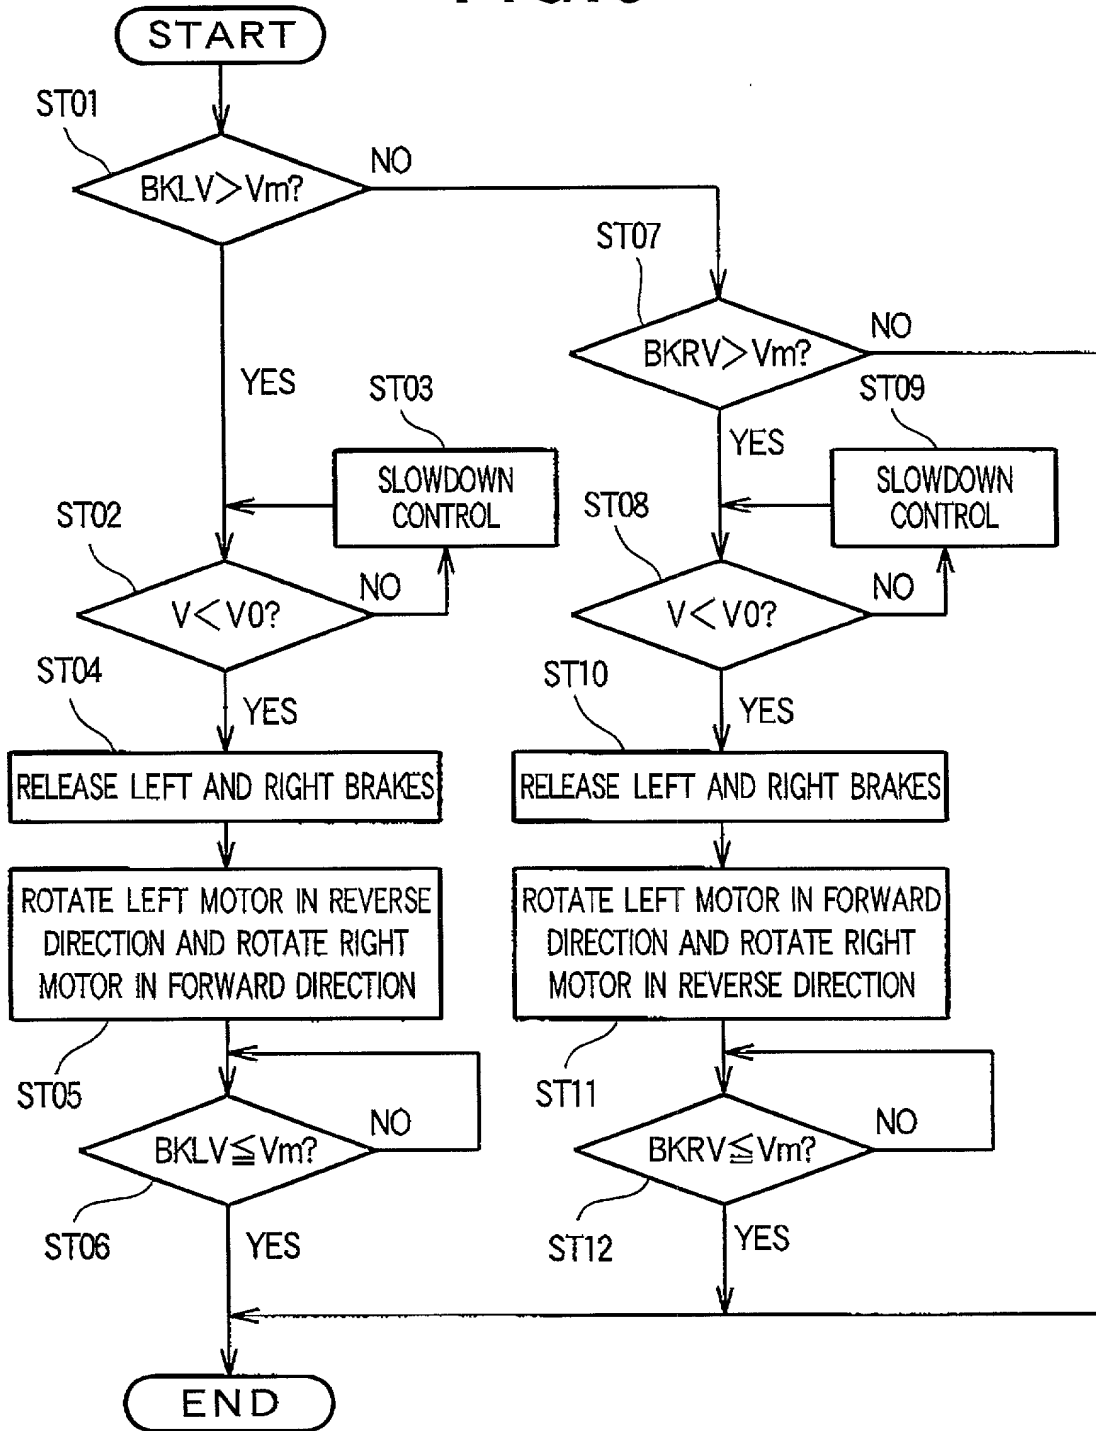 START
ST01
BKLV>Vm?
NO
YES
ST07
BKRV>Vm?
NO
YES
ST03
SLOWDOWN
CONTROL
ST09
SLOWDOWN
CONTROL
ST02
V<V0?
NO
YES
ST08
V<V0?
NO
YES
ST04
RELEASE LEFT AND RIGHT BRAKES
ST10
RELEASE LEFT AND RIGHT BRAKES
ROTATE LEFT MOTOR IN REVERSE
DIRECTION AND ROTATE RIGHT
MOTOR IN FORWARD DIRECTION
ST05
ROTATE LEFT MOTOR IN FORWARD
DIRECTION AND ROTATE RIGHT
MOTOR IN REVERSE DIRECTION
ST11
BKLV≦Vm?
NO
ST06
YES
BKRV≦Vm?
NO
ST12
YES
END